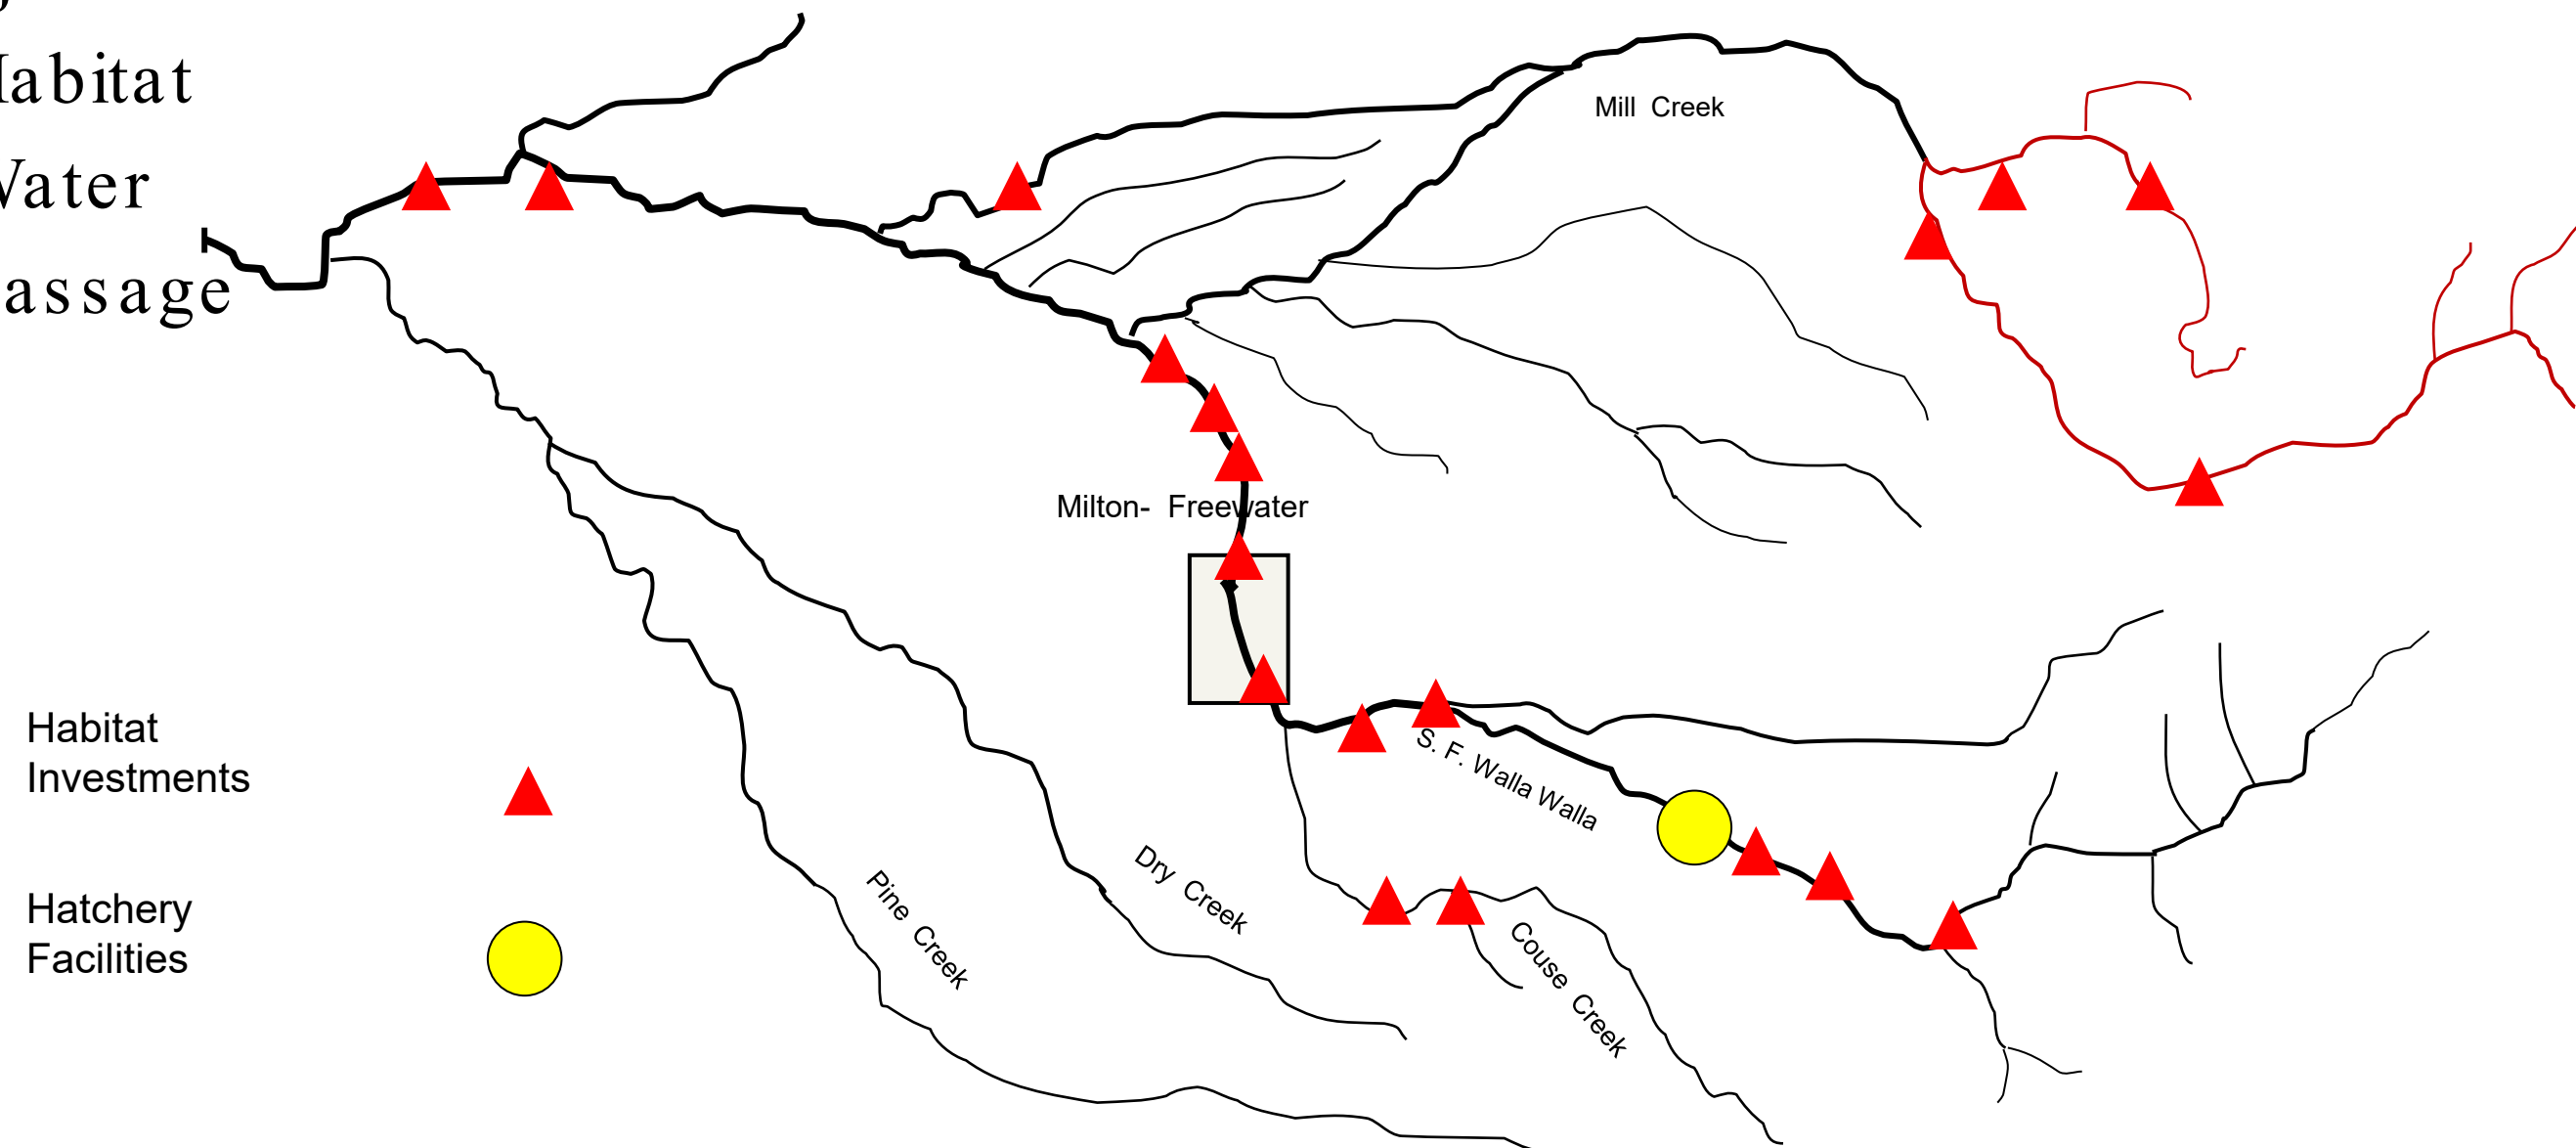 abitat
ater
assage
Mill Creek
Milton- Freewater
S. F. Walla Walla
Habitat
Investments
Hatchery
Facilities
Pine Creek
Dry Creek
Couse Creek